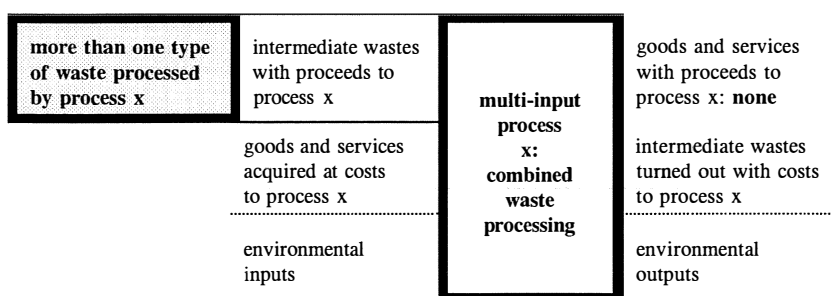 more than one type
of waste processed
by process x
intermediate wastes
with proceeds to
process x
goods and services
acquired at costs
to process x
environmental
inputs
multi-input
process
x:
combined
waste
processing
goods and services
with proceeds to
process x: none
intermediate wastes
turned out with costs
to process x
environmental
outputs